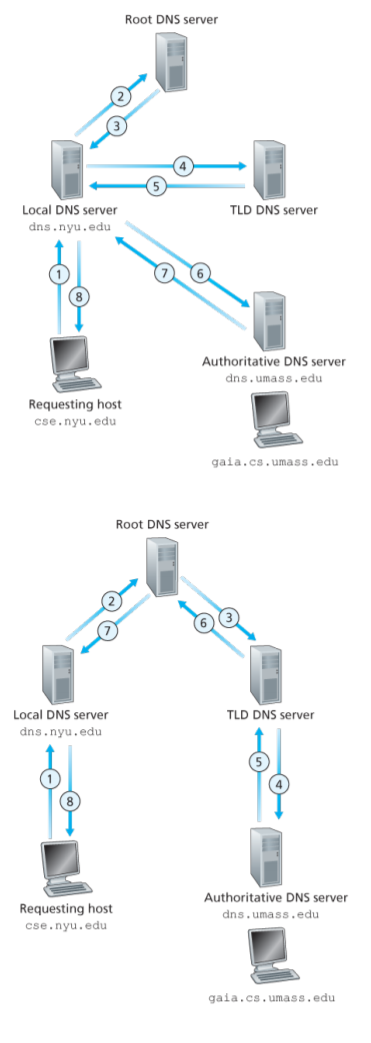 Root DNS server
2
3
4
5
Local DNS server
dns.nyu.edu
TLD DNS server
1
8
7
6
Authoritative DNS server
dns.umass.edu
Requesting host
cse.nyu.edu
gaia.cs.umass.edu
Root DNS server
2
7
3
6
Local DNS server
dns.nyu.edu
TLD DNS server
1
8
5
4
Authoritative DNS server
dns.umass.edu
Requesting host
cse.nyu.edu
gaia.cs.umass.edu